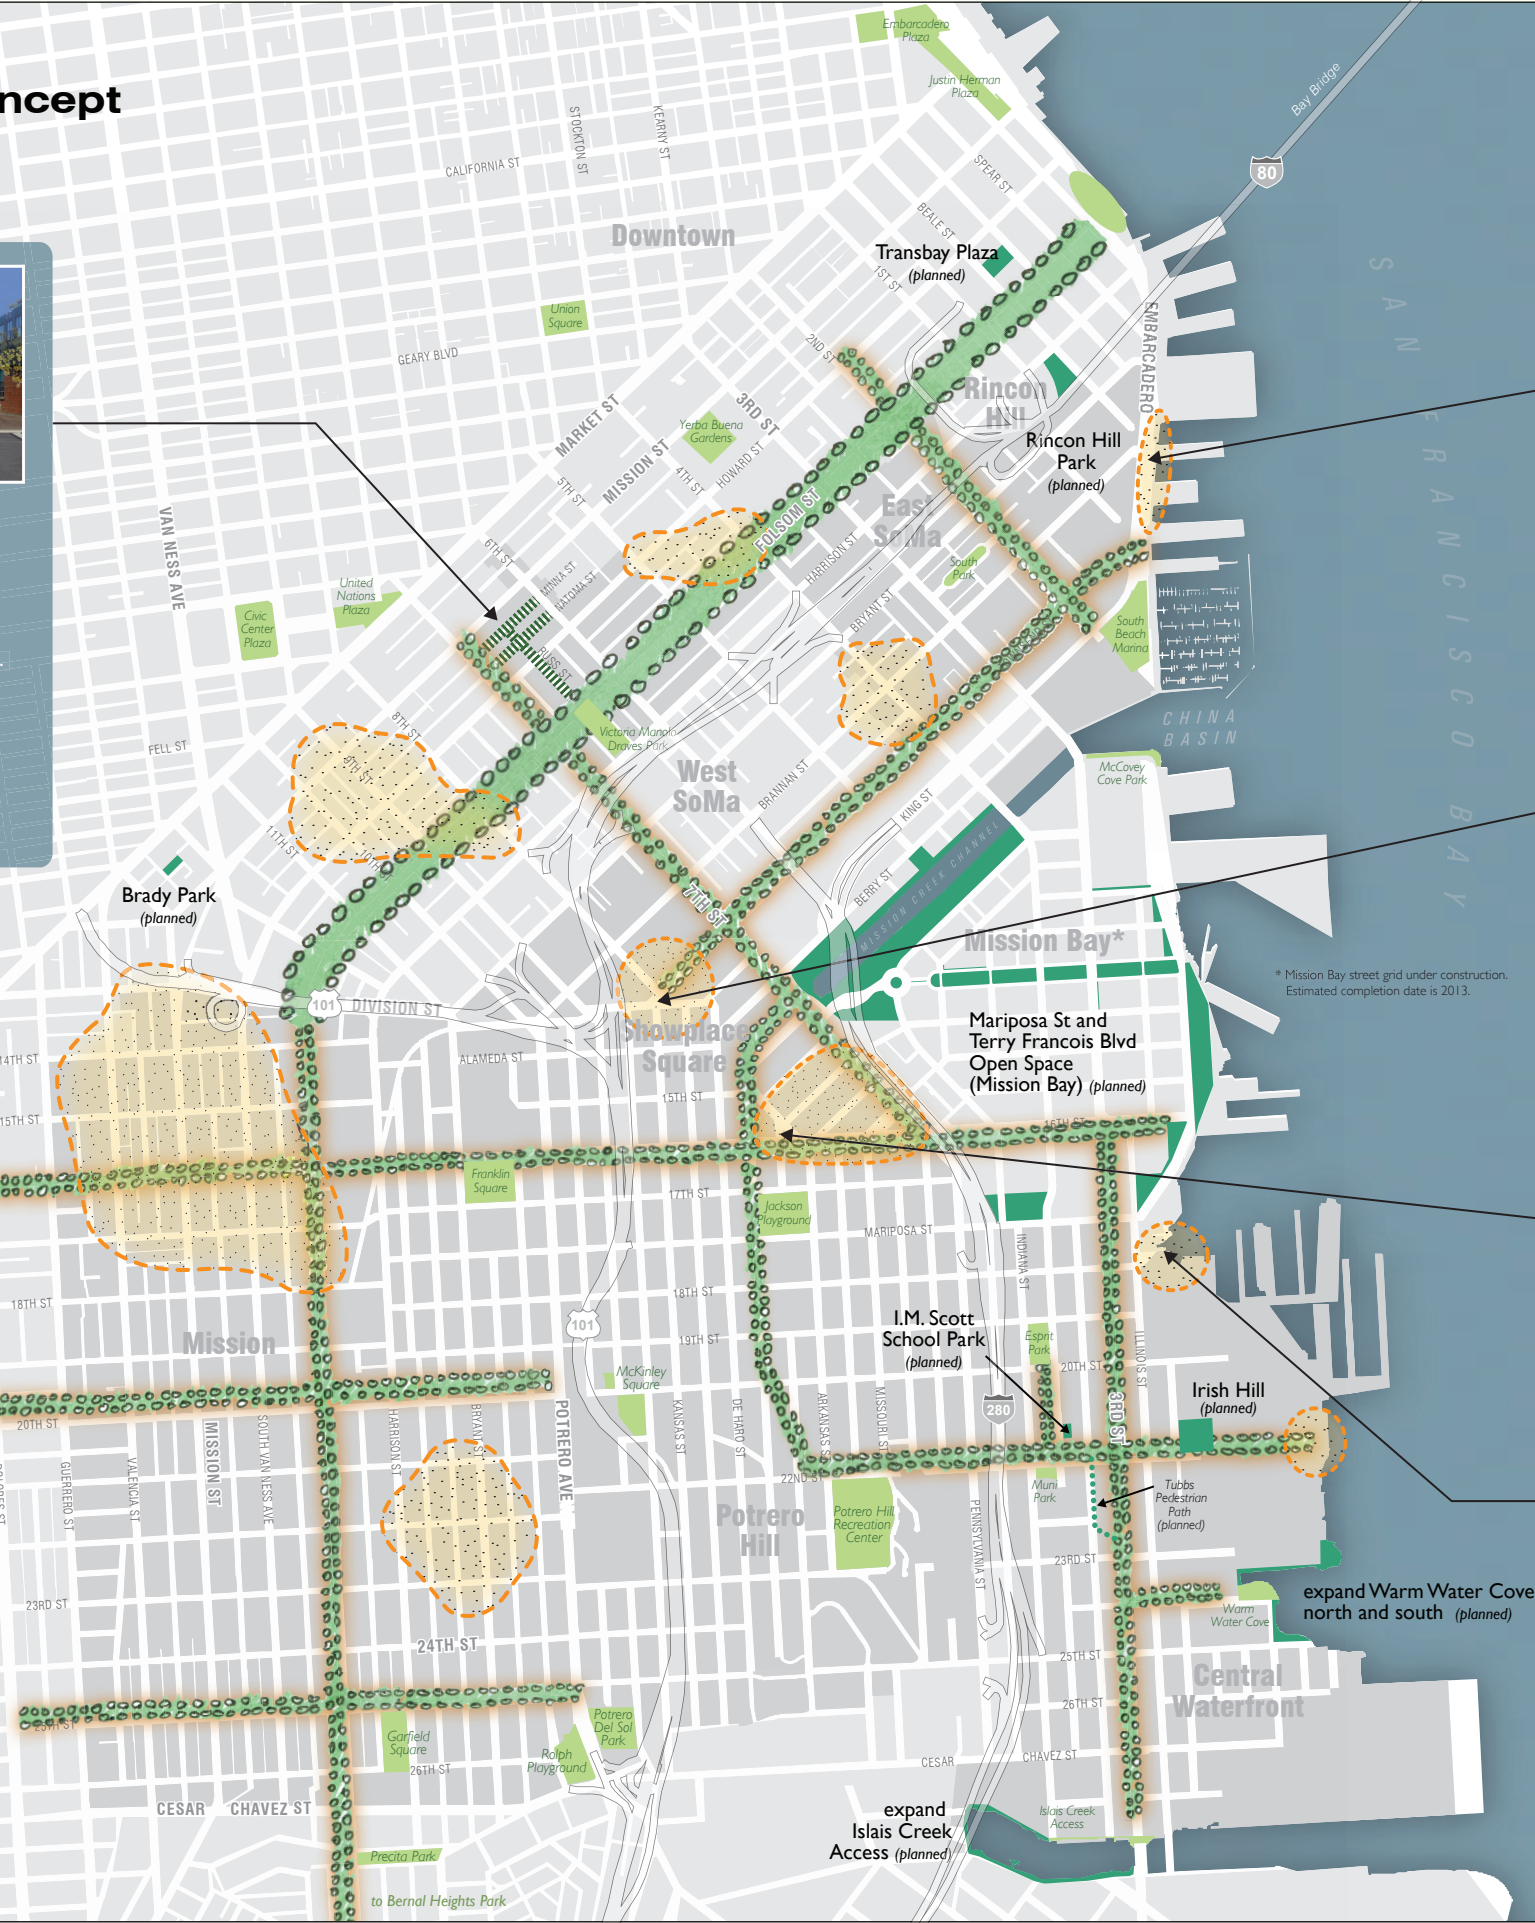 ncept
Embarcadero
Plaza
Justin Herman
Plaza
Bay Bridge
80
STOCKTON ST
KEARNY ST
CALIFORNIA ST
SPEAR ST
BEALE ST
Downtown
Transbay Plaza
(planned)
1ST ST
Union
Square
GEARY BLVD
2ND ST
EMBARCADERO
SAN FRANCISCO BAY
Rincon
Hill
MARKET ST
3RD ST
Yerba Buena
Gardens
MISSION ST
4TH ST
HOWARD ST
5TH ST
Rincon Hill
Park
(planned)
East
SoMa
FOLSOM ST
HARRISON ST
South
Park
VAN NESS AVE
6TH ST
MINNA ST
NATOMA ST
RUSS ST
United
Nations
Plaza
Civic
Center
Plaza
BRYANT ST
South
Beach
Marina
CHINA
BASIN
FELL ST
8TH ST
9TH ST
Victoria Manalo
Draves Park
West
SoMa
BRANNAN ST
KING ST
McCovey
Cove Park
11TH ST
10TH ST
Brady Park
(planned)
7TH ST
BERRY ST
MISSION CREEK CHANNEL
Mission Bay*
* Mission Bay street grid under construction.
Estimated completion date is 2013.
101
DIVISION ST
Showplace
Square
Mariposa St and
Terry Francois Blvd
Open Space
(Mission Bay) (planned)
14TH ST
ALAMEDA ST
15TH ST
15TH ST
16TH ST
Franklin
Square
17TH ST
Jackson
Playground
MARIPOSA ST
INDIANA ST
18TH ST
18TH ST
101
19TH ST
Mission
I.M. Scott
School Park
(planned)
Esprit
Park
20TH ST
ILLINOIS ST
McKinley
Square
Irish Hill
(planned)
20TH ST
280
3RD ST
GUERRERO ST
VALENCIA ST
MISSION ST
SOUTH VAN NESS AVE
HARRISON ST
BRYANT ST
POTRERO AVE
KANSAS ST
DE HARO ST
ARKANSAS ST
MISSOURI ST
22ND ST
PENNSYLVANIA ST
Muni
Park
Tubbs
Pedestrian
Path
(planned)
Potrero
Hill
Potrero Hill
Recreation
Center
23RD ST
23RD ST
expand Warm Water Cove
north and south (planned)
Warm
Water Cove
24TH ST
25TH ST
Central
Waterfront
25TH ST
26TH ST
Garfield
Square
26TH ST
Potrero
Del Sol
Park
Rolph
Playground
CESAR
CHAVEZ ST
CESAR CHAVEZ ST
expand
Islais Creek
Access (planned)
Islais Creek
Access
Precita Park
to Bernal Heights Park